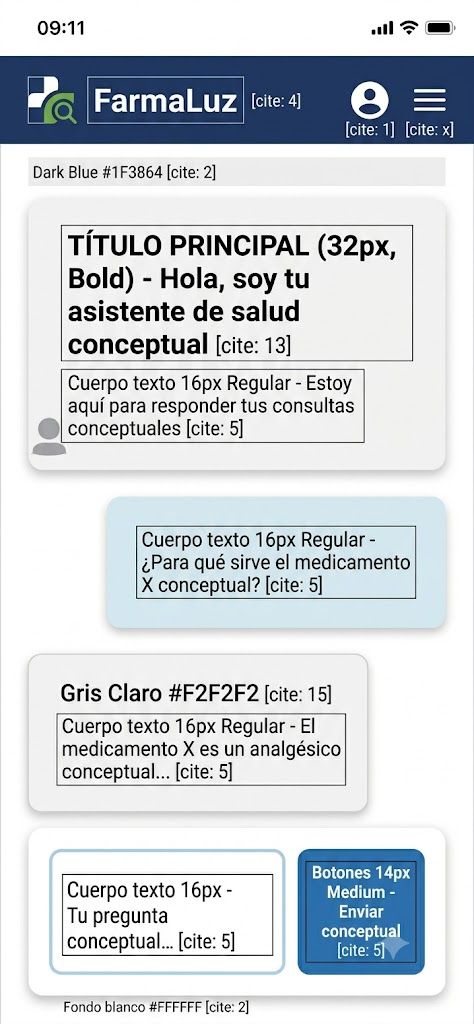 09:11
FarmaLuz [cite: 4]
[cite: 1] [cite: x]
Dark Blue #1F3864 [cite: 2]
TÍTULO PRINCIPAL (32px,
Bold) - Hola, soy tu
asistente de salud
conceptual [cite: 13]
Cuerpo texto 16px Regular - Estoy
aquí para responder tus consultas
conceptuales [cite: 5]
Cuerpo texto 16px Regular -
¿Para qué sirve el medicamento
X conceptual? [cite: 5]
Gris Claro #F2F2F2 [cite: 15]
Cuerpo texto 16px Regular - El
medicamento X es un analgésico
conceptual... [cite: 5]
Cuerpo texto 16px -
Tu pregunta
conceptual... [cite: 5]
Botones 14px
Medium -
Enviar
conceptual
[cite: 5]
Fondo blanco #FFFFFF [cite: 2]